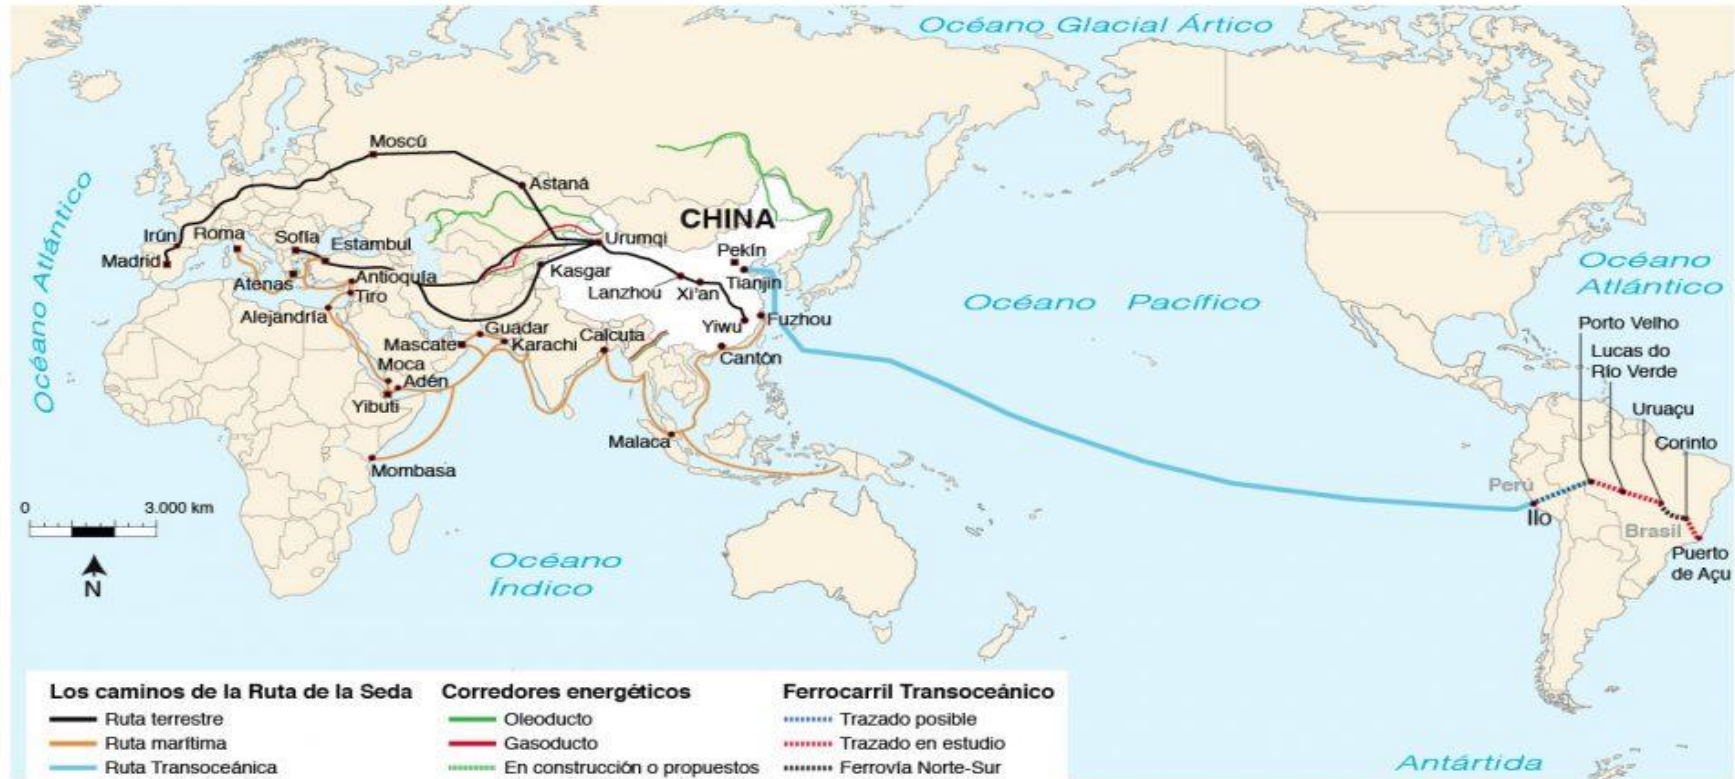 Océano Glacial Ártico
Océano Atlántico
Moscú
Astaná
CHINA
Irún
Roma
Sofía
Estambul
Urumqi
Pekín
Madrid
Atenas
Antioquía
Kasgar
Tianjin
Tiro
Lanzhou
Xi'an
Alejandría
Yiwu
Fuzhou
Guadar
Mascate
Karachi
Calcuta
Cantón
Moca
Adén
Yibuti
Malaca
Mombasa
Océano Pacífico
Océano
Atlántico
Porto Velho
Lucas do
Río Verde
Uruaçu
Corinto
Perú
Ilo
Brasil
Puerto
de Açu
0
3.000 km
N
Océano
Índico
Antártida
Los caminos de la Ruta de la Seda
Ruta terrestre
Ruta marítima
Ruta Transoceánica
Corredores energéticos
Oleoducto
Gasoducto
En construcción o propuestos
Ferrocarril Transoceánico
Trazado posible
Trazado en estudio
Ferrovía Norte-Sur